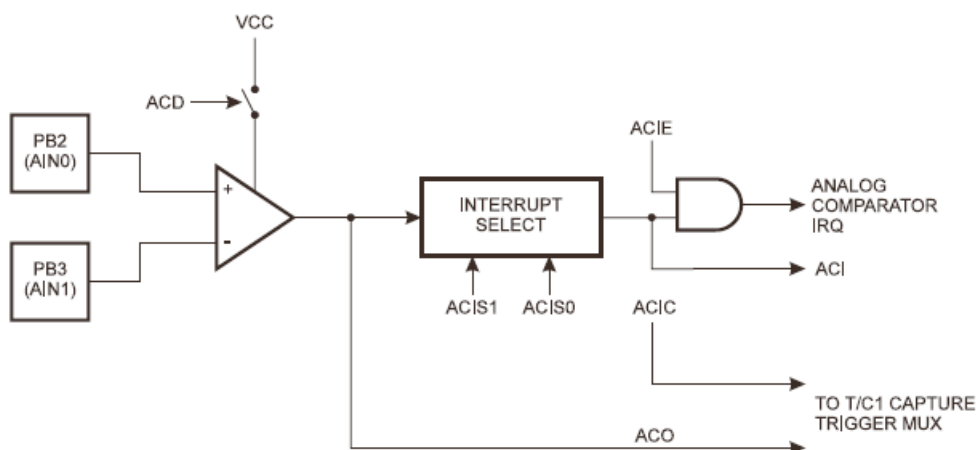 VCC
ACD
PB2
(AIN0)
+
PB3
(AIN1)
-
INTERRUPT
SELECT
ACIS1
ACIS0
ACIE
ANALOG
COMPARATOR
IRQ
ACI
ACIC
TO T/C1 CAPTURE
TRIGGER MUX
ACO